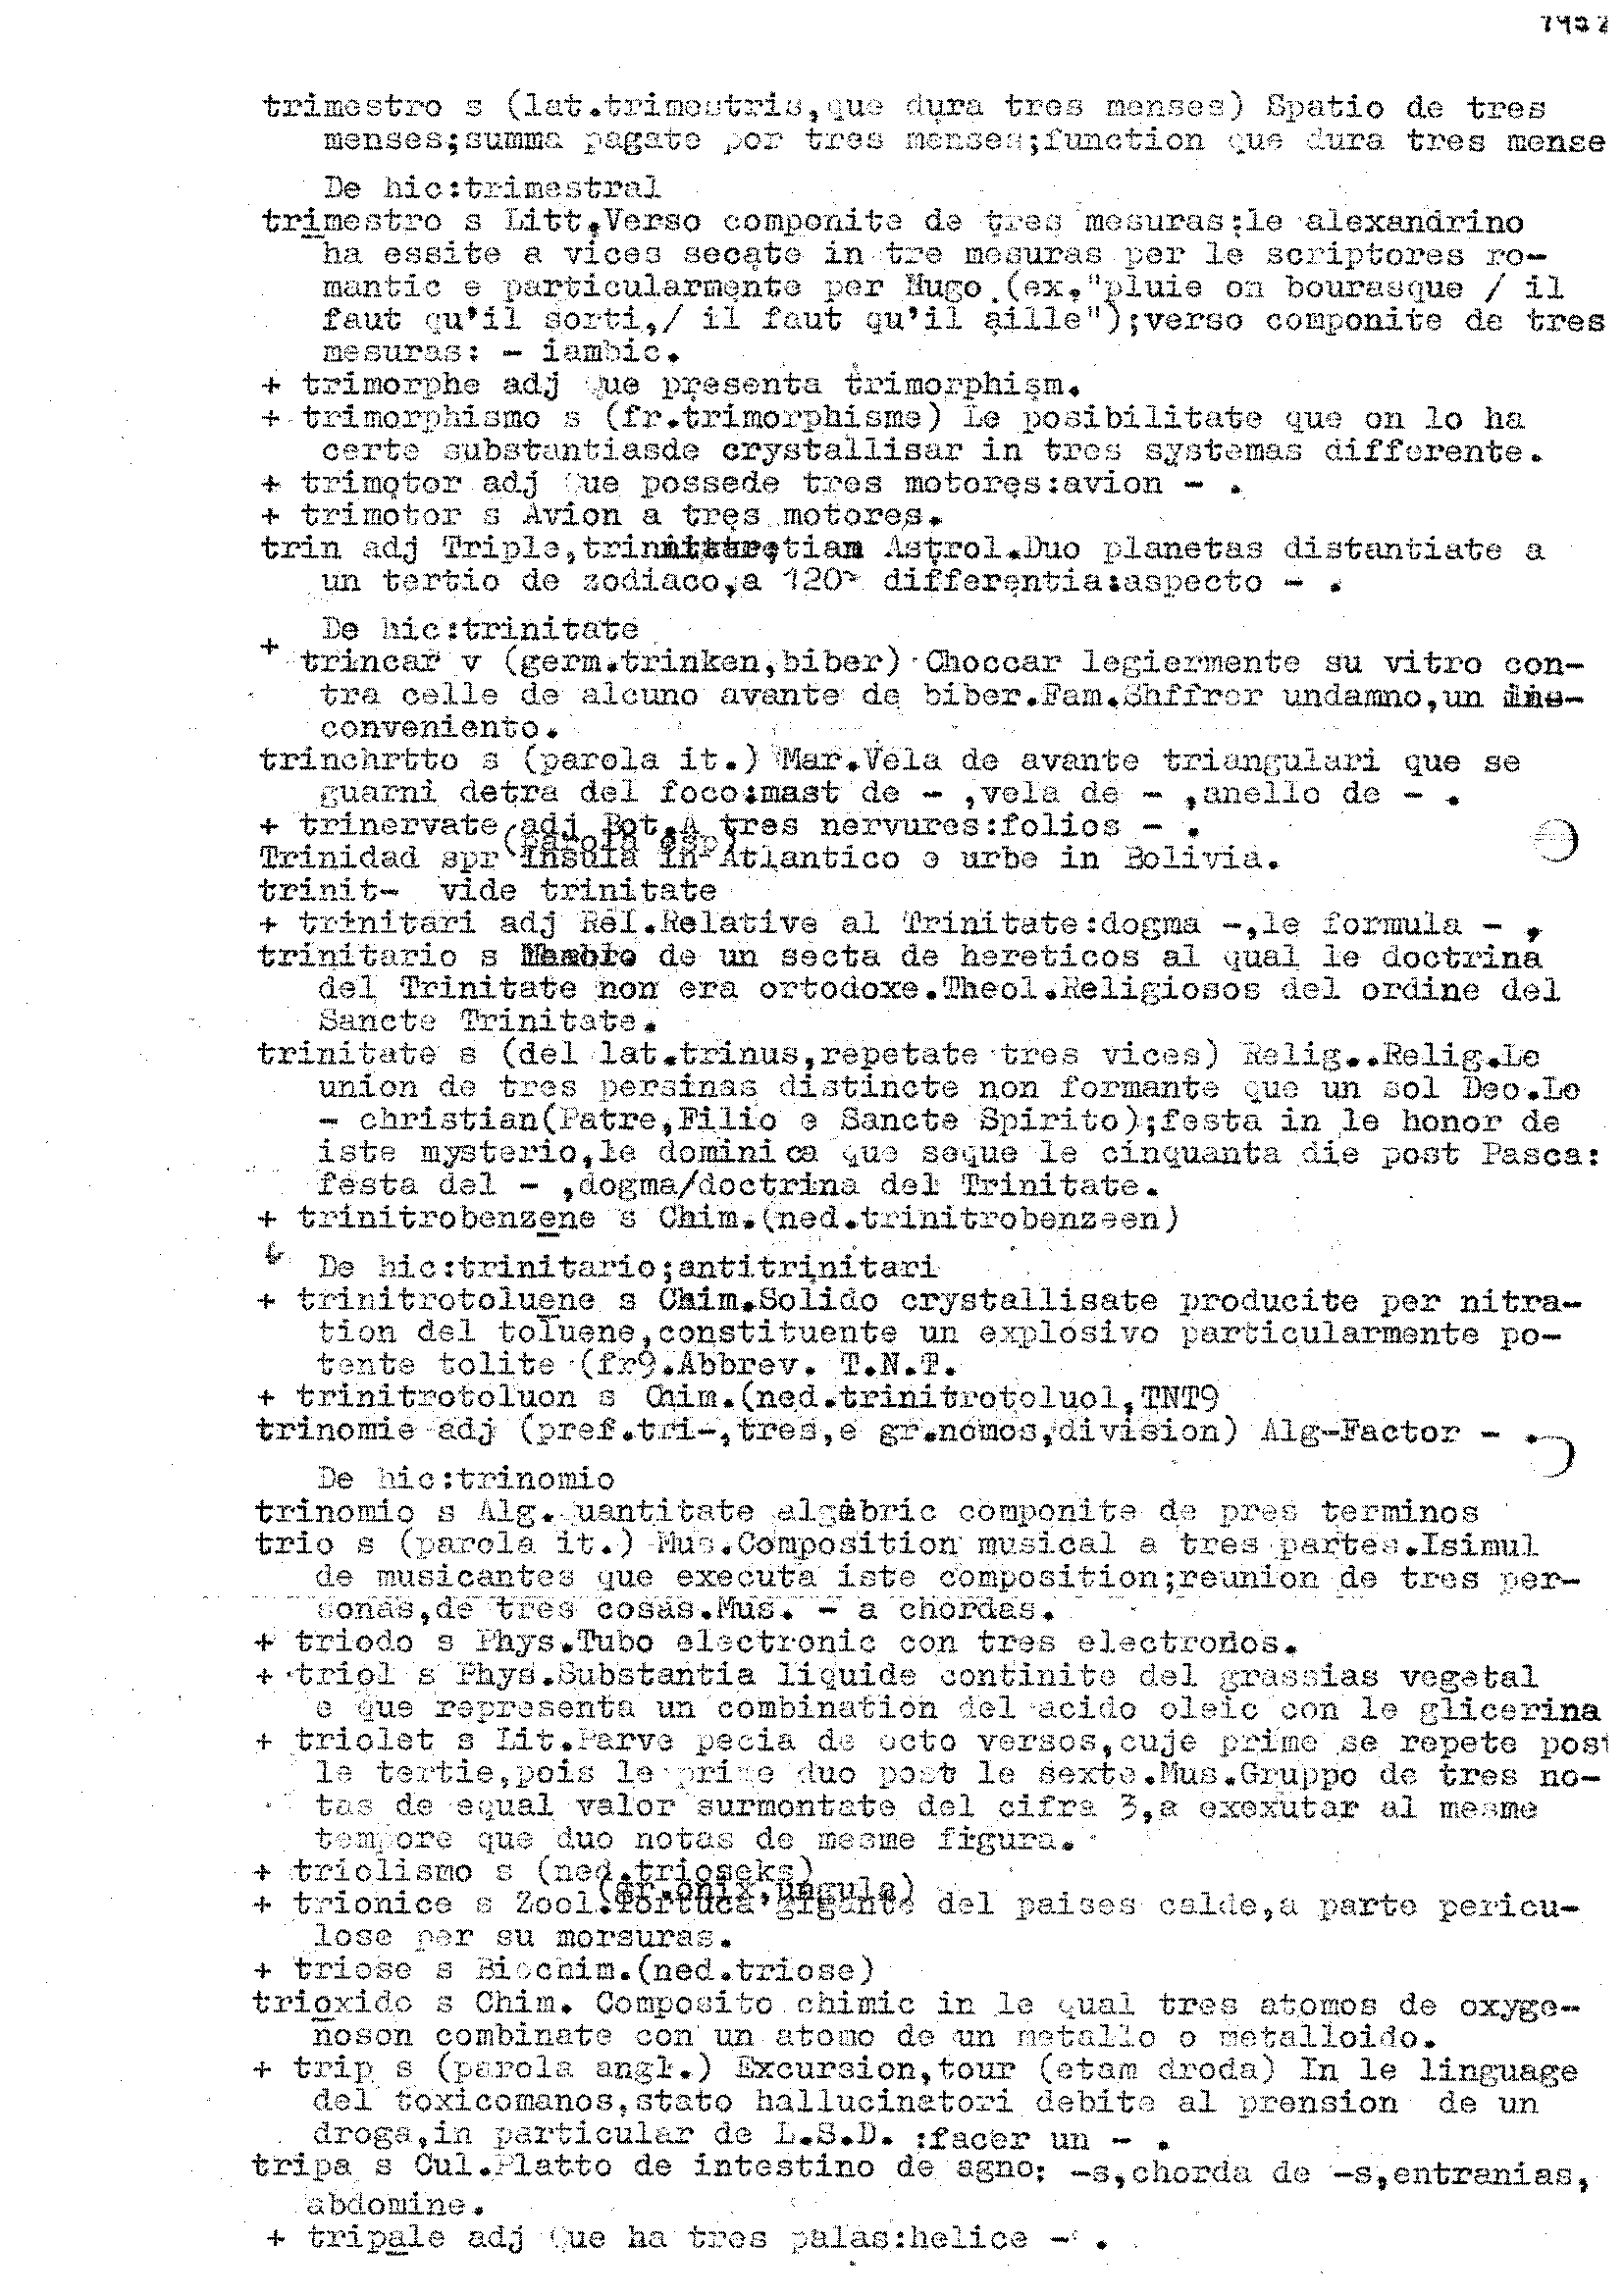 trimestro s (lat.trimestris,que dura tres menses) Spatio de tres
menses;summa pagate por tres menses;function que dura tres mense
De hic:trimestral
trimestro s Litt.Verso componite de tres mesuras:le alexandrino
ha essite a vices secate in tre mesuras per le scriptores ro-
mantic e particularmente per Hugo.(ex."pluie on bourasque / il
faut qu'il sorti,/ il faut qu'il aille");verso componite de tres
mesuras: - iambic.
+ trimorphe adj Que presenta trimorphism.
+ trimorphismo s (fr.trimorphisme) Le posibilitate que on lo ha
certe substantiasde crystallisar in tres systemas differente.
+ trimotor adj Que possede tres motores:avion - .
+ trimotor s Avion a tres motores.
trin adj Triple, Astrol.Duo planetas distantiate a
un tertio de zodiaco,a 120° differentia:aspecto - .
De hic:trinitate
+ trincar v (germ.trinken,biber) Choccar legiermente su vitro con-
tra celle de alcuno avante de biber.Fam.Shffrer undamno,un ins-
conveniento.
trinchrtto s (parola it.) Mar.Vela de avante triangulari que se
guarni detra del foco:mast de - ,vela de - ,anello de - .
+ trinervate adj Bot.A tres nervures:folios - .
(parola esp)
Trinidad spr Insula in Atlantico e urbe in Bolivia.
trinit- vide trinitate
+ trinitari adj Rel.Relative al Trinitate:dogma -,le formula - ,
trinitario s Membro de un secta de hereticos al qual le doctrina
del Trinitate non era ortodoxe.Theol.Religiosos del ordine del
Sancte Trinitate.
trinitate s (del lat.trinus,repetate tres vices) Relig..Relig.Le
union de tres persinas distincte non formante que un sol Deo.Le
- christian(Patre,Filio e Sancte Spirito);festa in le honor de
iste mysterio,le dominica que seque le cinquanta die post Pasca:
festa del - ,dogma/doctrina del Trinitate.
+ trinitrobenzene s Chim.(ned.trinitrobenzeen)
De hic:trinitario;antitrinitari
+ trinitrotoluene s Chim.Solido crystallisate producite per nitra-
tion del toluene,constituente un explosivo particularmente po-
tente tolite (fr9.Abbrev. T.N.T.
+ trinitrotoluon s Chim.(ned.trinitrotoluol,TNT9
trinomie adj (pref.tri-,tres,e gr.nomos,division) Alg-Factor - .
De hic:trinomio
trinomio s Alg.Quantitate algebric componite de pres terminos
trio s (parola it.) Mus.Composition musical a tres partes.Isimul
de musicantes que executa iste composition;reunion de tres per-
sonas,de tres cosas.Mus. - a chordas.
+ triodo s Phys.Tubo electronic con tres electrodos.
+ triol s Phys.Substantia liquide continite del grassias vegetal
e que representa un combination del acido oleic con le glicerina
+ triolet s Lit.Parve pecia de octo versos,cuje prime se repete post
le tertie,pois le prime duo post le sexte.Mus.Gruppo de tres no-
tas de equal valor surmontate del cifra 3,a exexutar al mesme
tempore que duo notas de mesme figura.
+ triolismo s (ned.trioseks)
(gr.onix,ungula)
+ trionice s Zool.Tortuca gigante del paises calde,a parte pericu-
lose per su morsuras.
+ triose s Biochim.(ned.triose)
trioxido s Chim. Composito chimic in le qual tres atomos de oxyge-
noson combinate con un atomo de un metallo o metalloido.
+ trip s (parola angl.) Excursion,tour (etam droda) In le linguage
del toxicomanos,stato hallucinatori debite al prension de un
droga,in particular de L.S.D. :facer un - .
tripa s Cul.Platto de intestino de agno: -s,chorda de -s,entranias,
abdomine.
+ tripale adj Que ha tres palas:helice - .